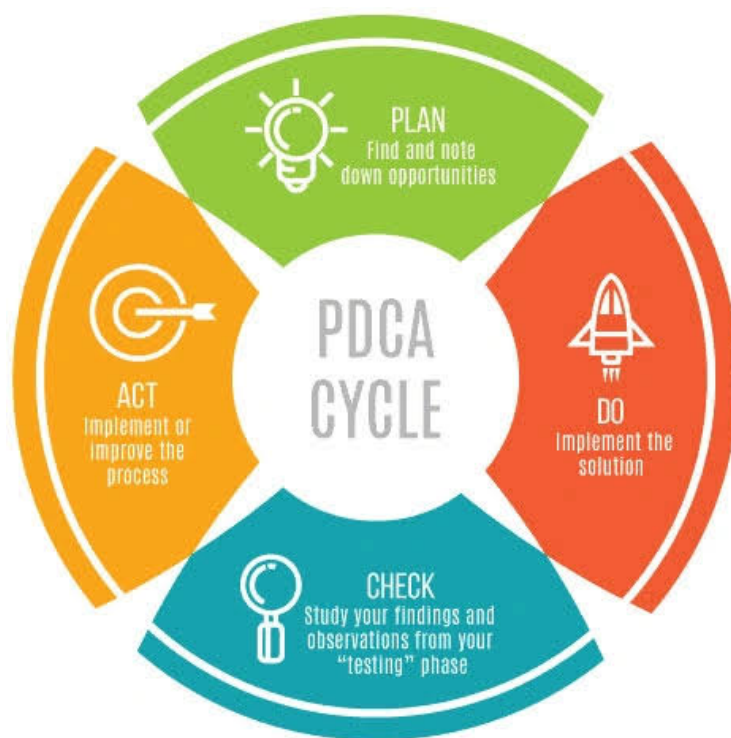 PLAN
Find and note
down opportunities
PDCA
CYCLE
DO
Implement the
solution
CHECK
Study your findings and
observations from your
“testing” phase
ACT
Implement or
improve the
process